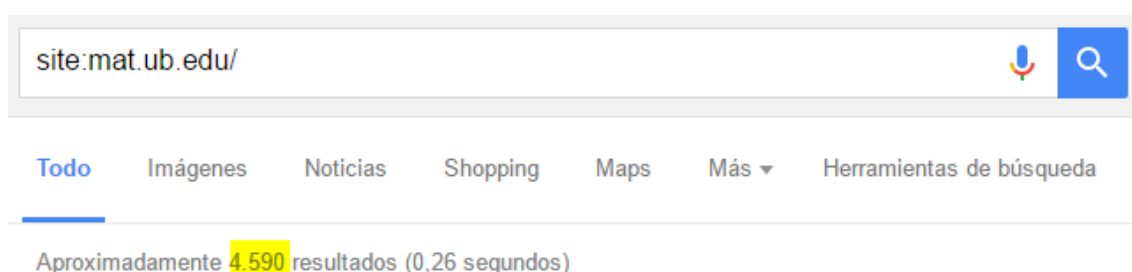 site:mat.ub.edu/
Todo Imágenes Noticias Shopping Maps Más Herramientas de búsqueda
Aproximadamente 4.590 resultados (0,26 segundos)